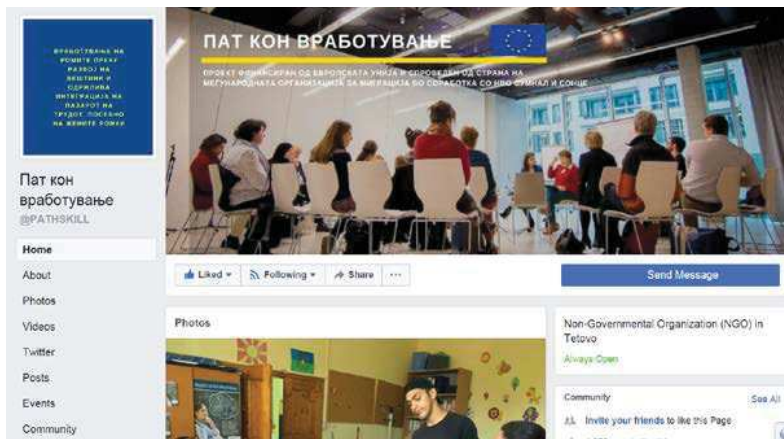 ВРАБОТУВАЊЕ НА
РОМИТЕ ПРЕКУ
РАЗВОЈ НА
ВЕШТИНИ И
ОДРЖЛИВА
ИНТЕГРАЦИЈА НА
ПАЗАРОТ НА
ТРУДОТ, ПОСЕБНО
НА ЖЕНИТЕ РОМКИ
ПАТ КОН ВРАБОТУВАЊЕ
ПРОЕКТ ФИНАНСИРАН ОД ЕВРОПСКАТА УНИЈА И СПРОВЕДЕН ОД СТРАНА НА
МЕЃУНАРОДНАТА ОРГАНИЗАЦИЈА ЗА МИГРАЦИЈА ВО СОРАБОТКА СО НВО СУМНАЛ И СОНЦЕ
Пат кон
вработување
@PATHSKILL
Home
About
Photos
Videos
Twitter
Posts
Events
Community
Liked
Following
Share
Send Message
Photos
Non-Governmental Organization (NGO) in
Tetovo
Always Open
Community
See All
Invite your friends to like this Page